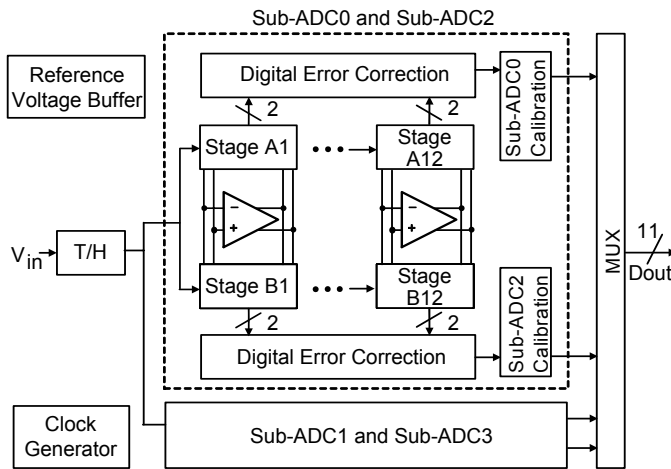 Sub-ADC0 and Sub-ADC2
Reference
Voltage Buffer
Digital Error Correction
Sub-ADC0
Calibration
2
2
Stage A1
Stage
A12
−
+
−
+
Vin
T/H
MUX
11
Dout
Stage B1
Stage
B12
2
2
Digital Error Correction
Sub-ADC2
Calibration
Clock
Generator
Sub-ADC1 and Sub-ADC3